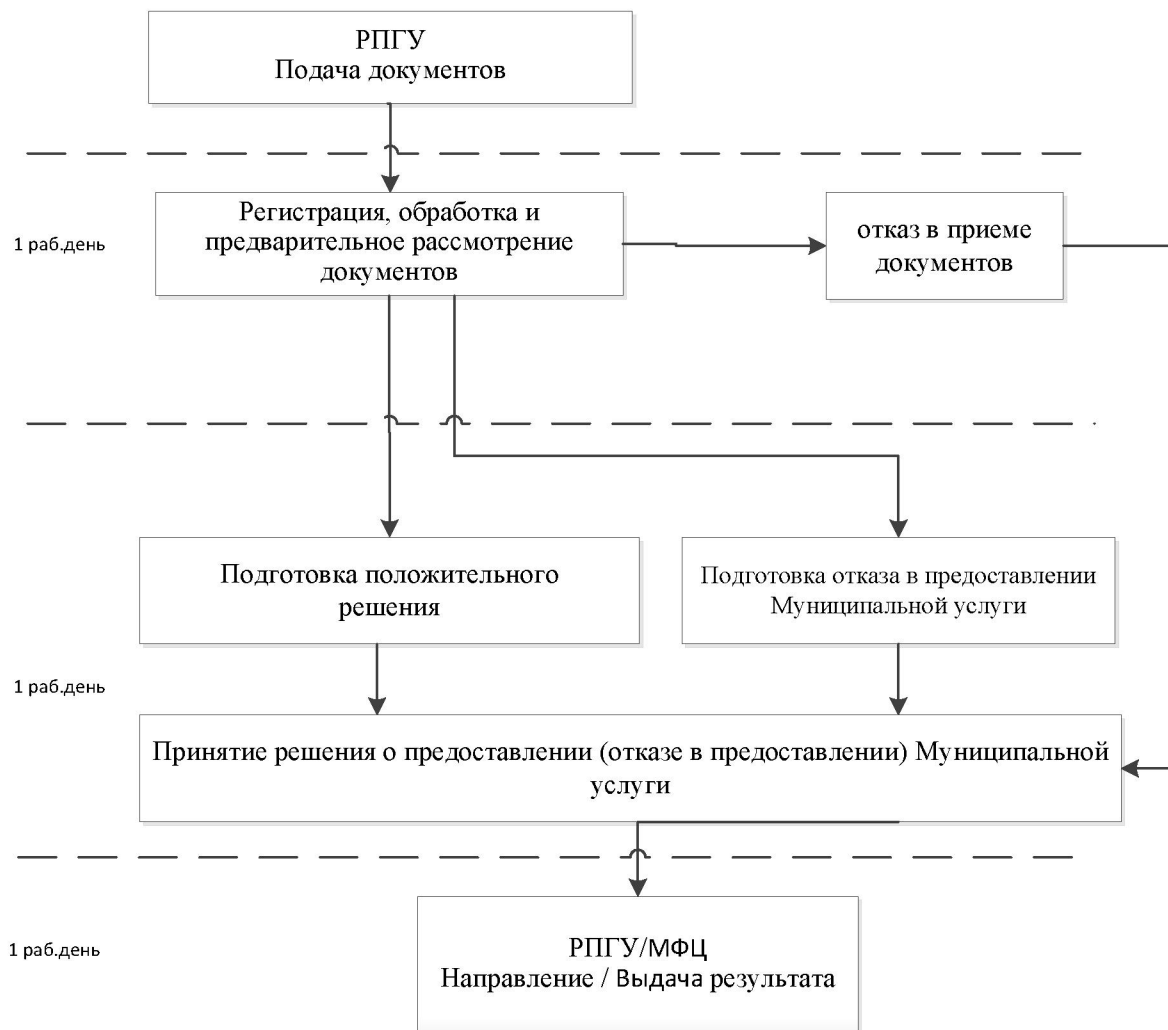 РПГУ
Подача документов
1 раб.день
Регистрация, обработка и
предварительное рассмотрение
документов
отказ в приеме
документов
Подготовка положительного
решения
Подготовка отказа в предоставлении
Муниципальной услуги
1 раб.день
Принятие решения о предоставлении (отказе в предоставлении) Муниципальной
услуги
1 раб.день
РПГУ/МФЦ
Направление / Выдача результата